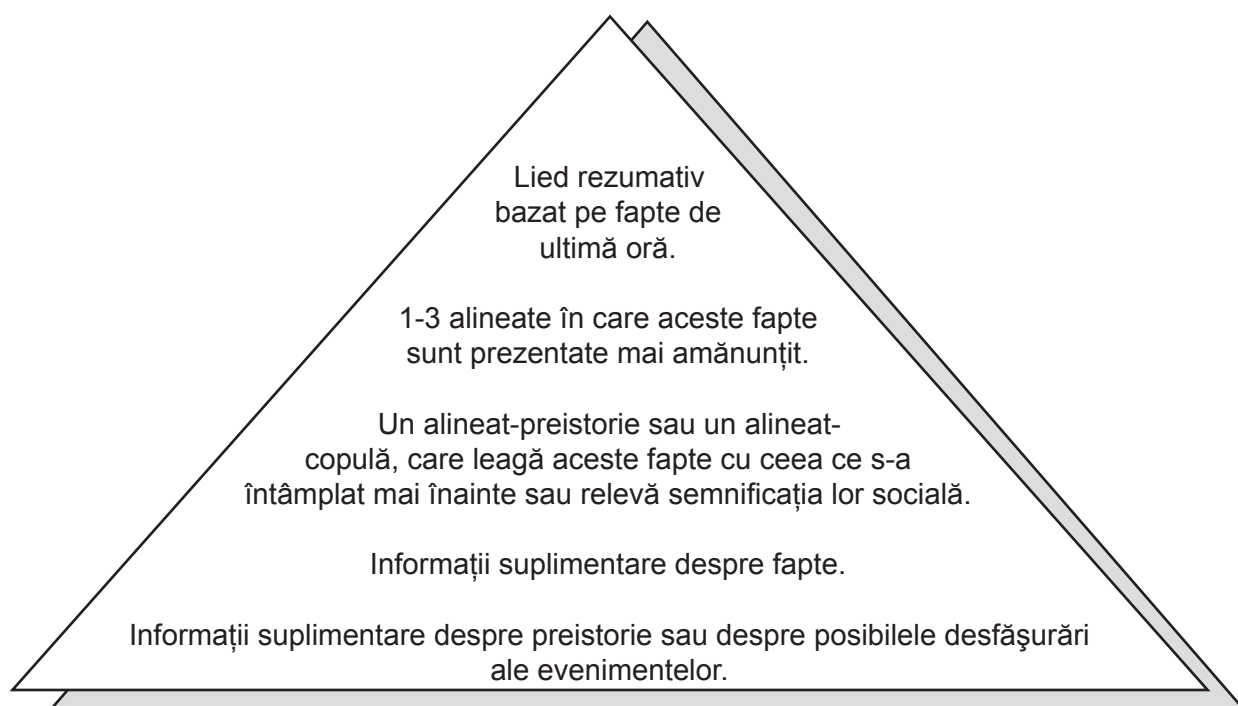 Lied rezumativ
bazat pe fapte de
ultimă oră.
1-3 alineate în care aceste fapte
sunt prezentate mai amănunțit.
Un alineat-preistorie sau un alineat-
copulă, care leagă aceste fapte cu ceea ce s-a
întâmplat mai înainte sau relevă semnificația lor socială.
Informații suplimentare despre fapte.
Informații suplimentare despre preistorie sau despre posibilele desfăşurări
ale evenimentelor.